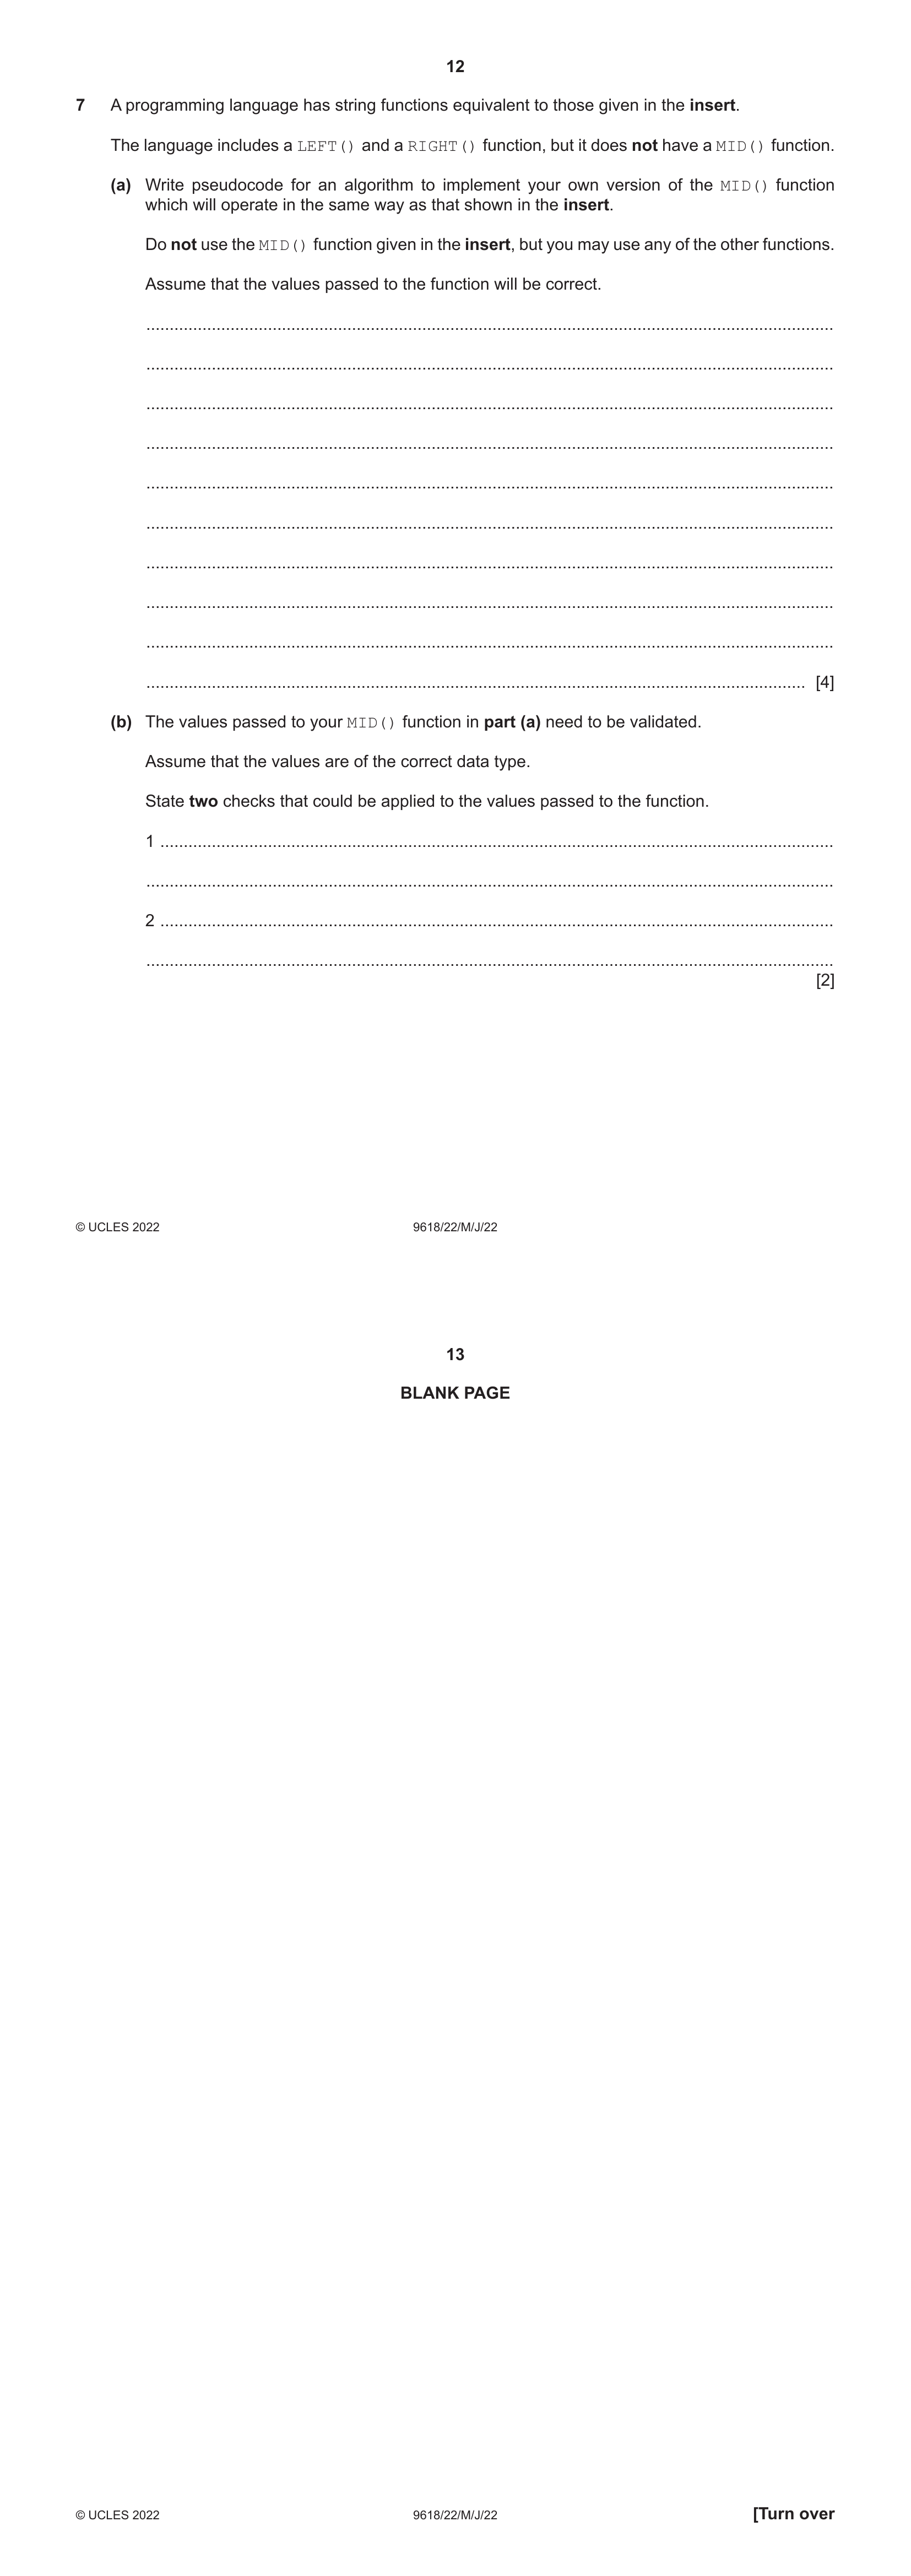 12
7 A programming language has string functions equivalent to those given in the insert.
The language includes a LEFT() and a RIGHT() function, but it does not have a MID() function.
(a) Write pseudocode for an algorithm to implement your own version of the MID() function
which will operate in the same way as that shown in the insert.
Do not use the MID() function given in the insert, but you may use any of the other functions.
Assume that the values passed to the function will be correct.
..........................................................................................................................................
..........................................................................................................................................
..........................................................................................................................................
..........................................................................................................................................
..........................................................................................................................................
..........................................................................................................................................
..........................................................................................................................................
..........................................................................................................................................
..........................................................................................................................................
.................................................................................................................................... [4]
(b) The values passed to your MID() function in part (a) need to be validated.
Assume that the values are of the correct data type.
State two checks that could be applied to the values passed to the function.
1 .......................................................................................................................................
..........................................................................................................................................
2 .......................................................................................................................................
..........................................................................................................................................
[2]
© UCLES 2022 9618/22/M/J/22
13
BLANK PAGE
© UCLES 2022 9618/22/M/J/22 [Turn over